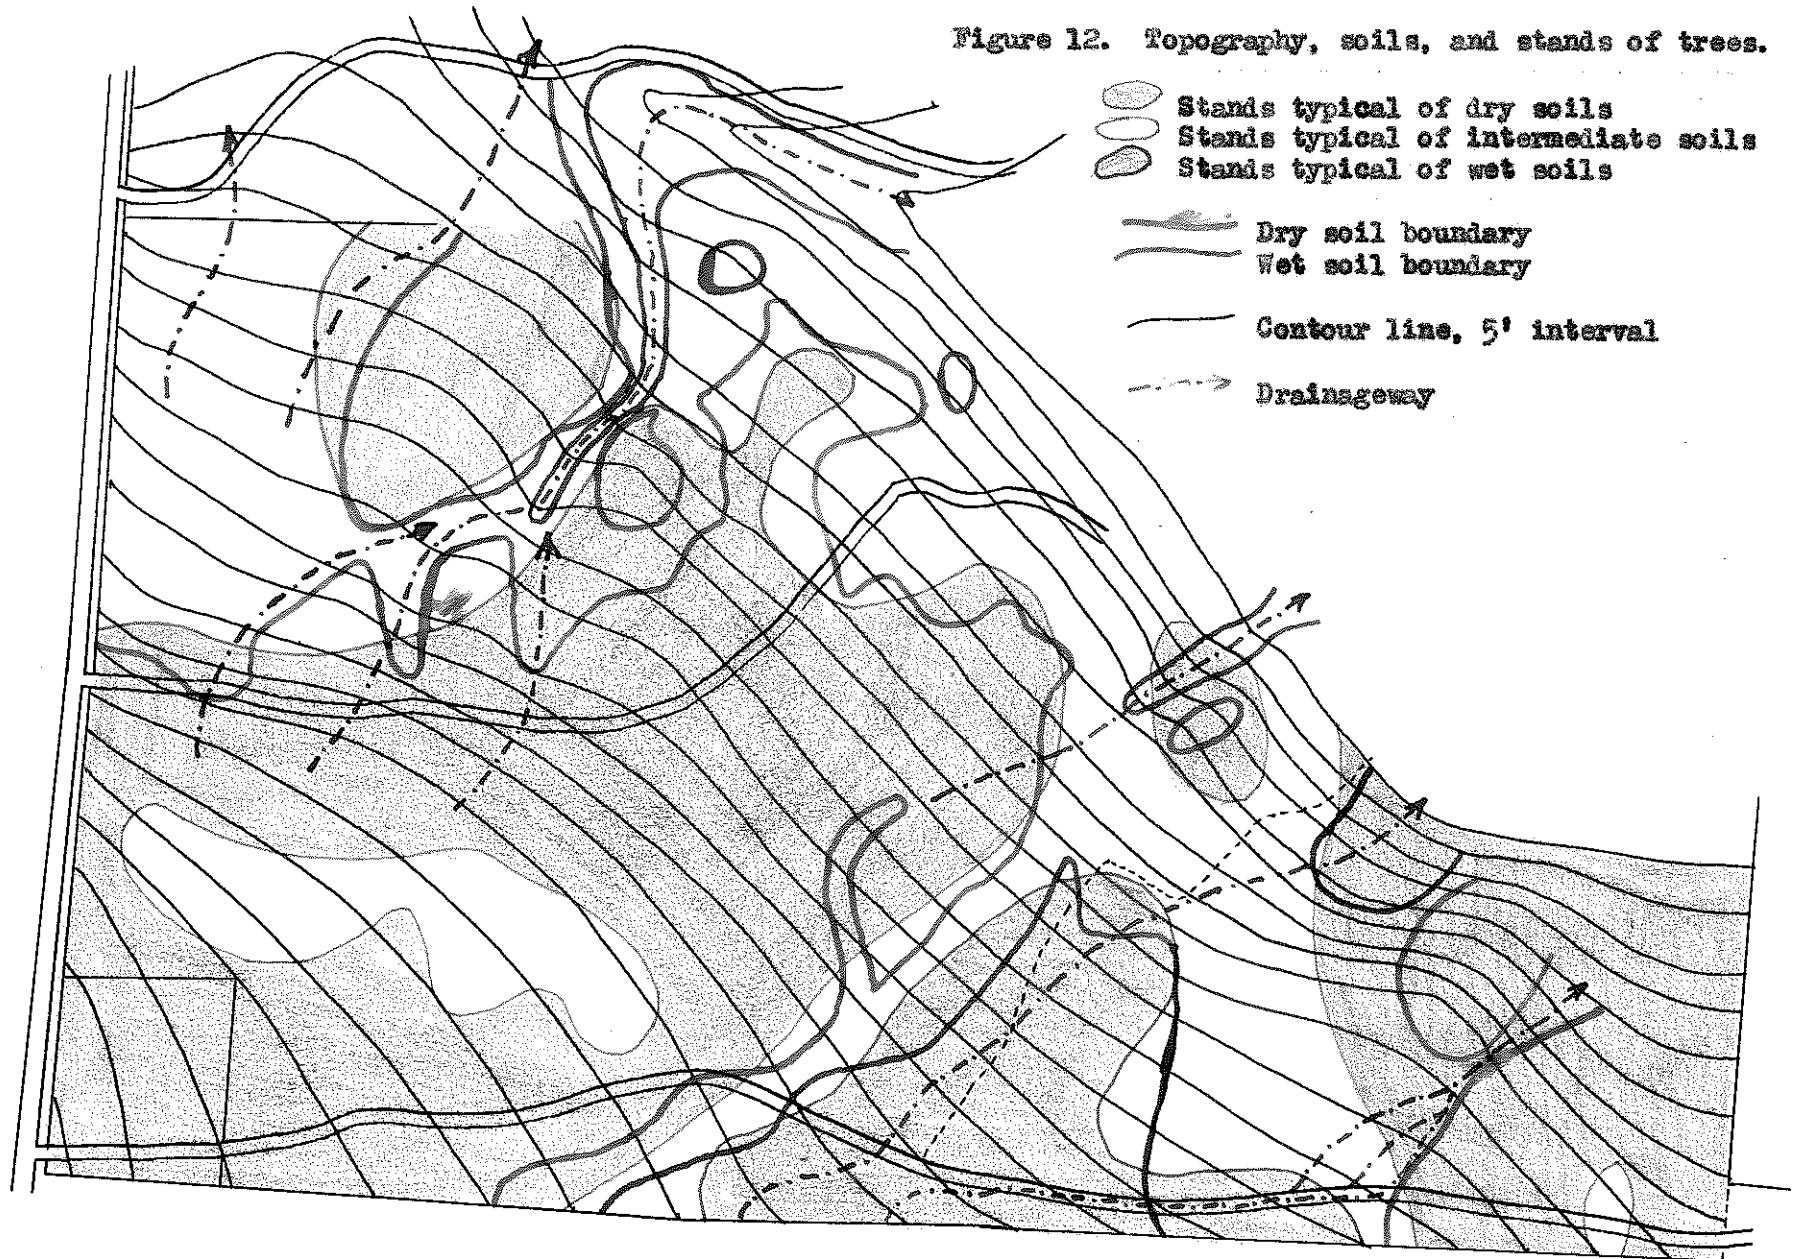 Figure 12. Topography, soils, and stands of trees.
Stands typical of dry soils
Stands typical of intermediate soils
Stands typical of wet soils
Dry soil boundary
Wet soil boundary
Contour line, 5' interval
Drainageway